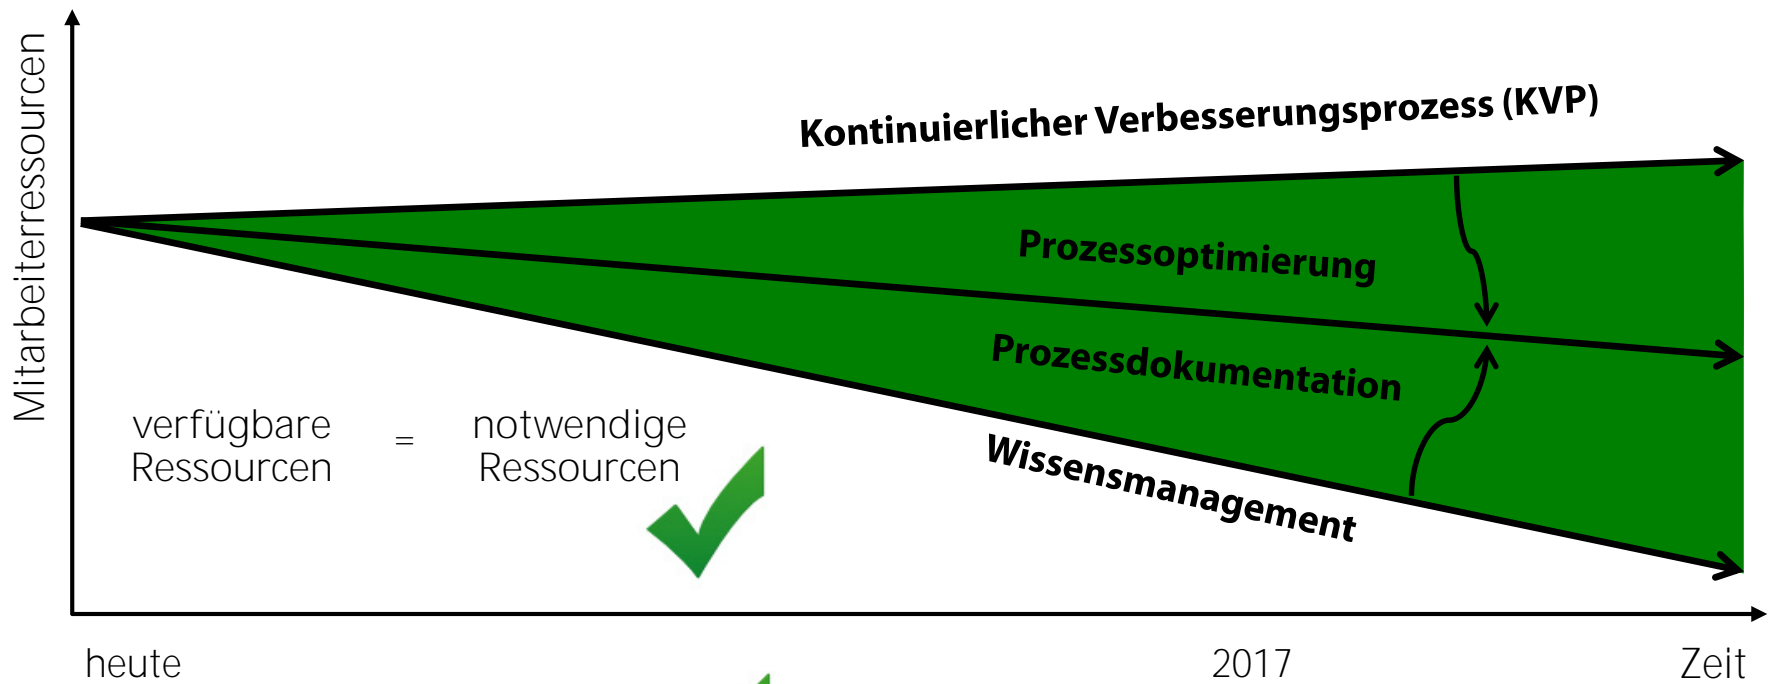 Mitarbeiterressourcen
Kontinuierlicher Verbesserungsprozess (KVP)
Prozessoptimierung
Prozessdokumentation
Wissensmanagement
verfügbare = notwendige
Ressourcen Ressourcen
heute 2017 Zeit